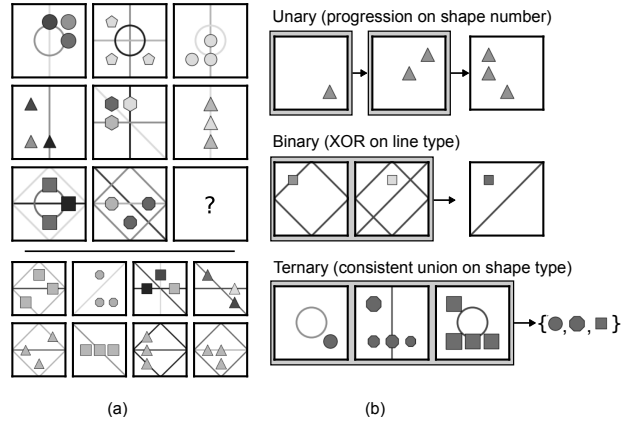 ?
(a)
Unary (progression on shape number)
Binary (XOR on line type)
Ternary (consistent union on shape type)
{ , , }
(b)